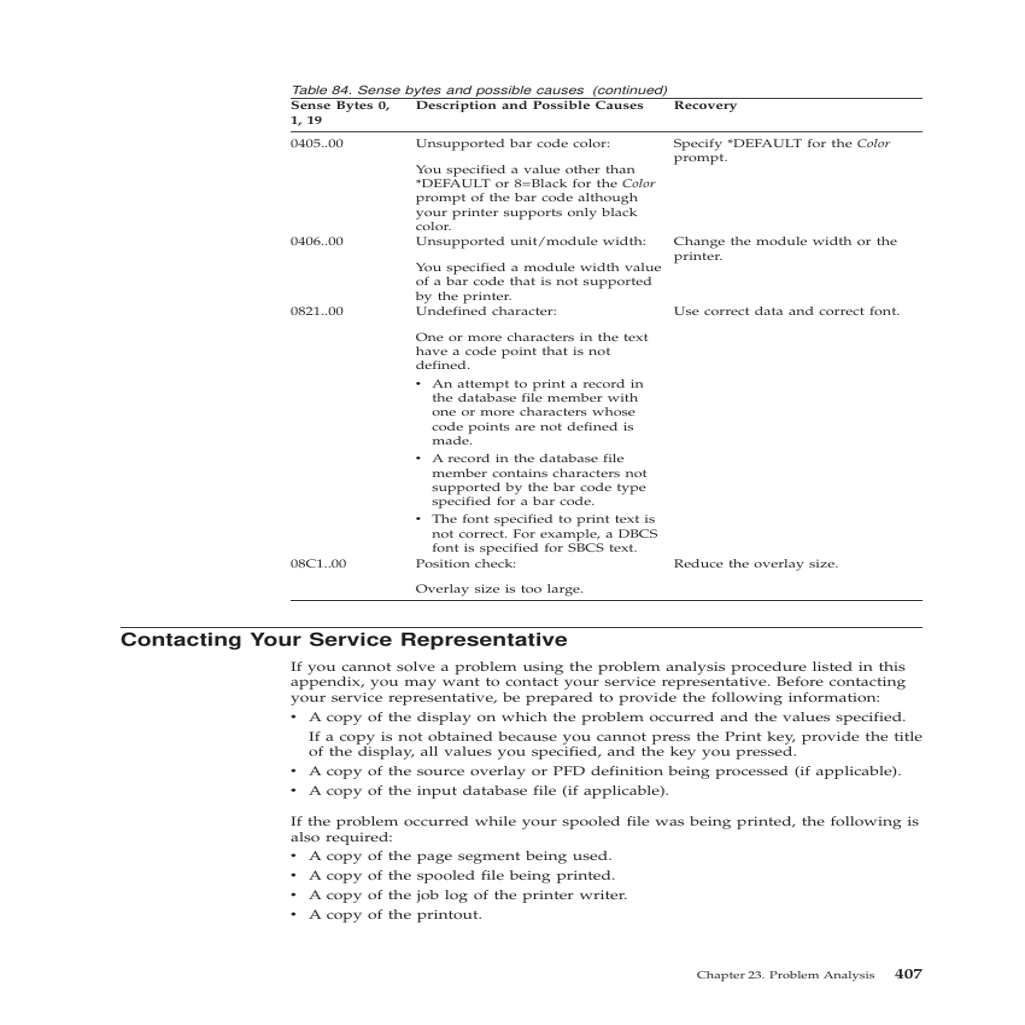 Table 84. Sense bytes and possible causes (continued)
Sense Bytes 0, 1, 19 Description and Possible Causes Recovery
0405..00 Unsupported bar code color: Specify *DEFAULT for the Color
prompt.
You specified a value other than
*DEFAULT or 8=Black for the Color
prompt of the bar code although
your printer supports only black
color.
0406..00 Unsupported unit/module width: Change the module width or the
printer.
You specified a module width value
of a bar code that is not supported
by the printer.
0821..00 Undefined character: Use correct data and correct font.
One or more characters in the text
have a code point that is not
defined.
• An attempt to print a record in
the database file member with
one or more characters whose
code points are not defined is
made.
• A record in the database file
member contains characters not
supported by the bar code type
specified for a bar code.
• The font specified to print text is
not correct. For example, a DBCS
font is specified for SBCS text.
08C1..00 Position check: Reduce the overlay size.
Overlay size is too large.
Contacting Your Service Representative
If you cannot solve a problem using the problem analysis procedure listed in this
appendix, you may want to contact your service representative. Before contacting
your service representative, be prepared to provide the following information:
• A copy of the display on which the problem occurred and the values specified.
If a copy is not obtained because you cannot press the Print key, provide the title
of the display, all values you specified, and the key you pressed.
• A copy of the source overlay or PFD definition being processed (if applicable).
• A copy of the input database file (if applicable).
If the problem occurred while your spooled file was being printed, the following is
also required:
• A copy of the page segment being used.
• A copy of the spooled file being printed.
• A copy of the job log of the printer writer.
• A copy of the printout.
Chapter 23. Problem Analysis 407